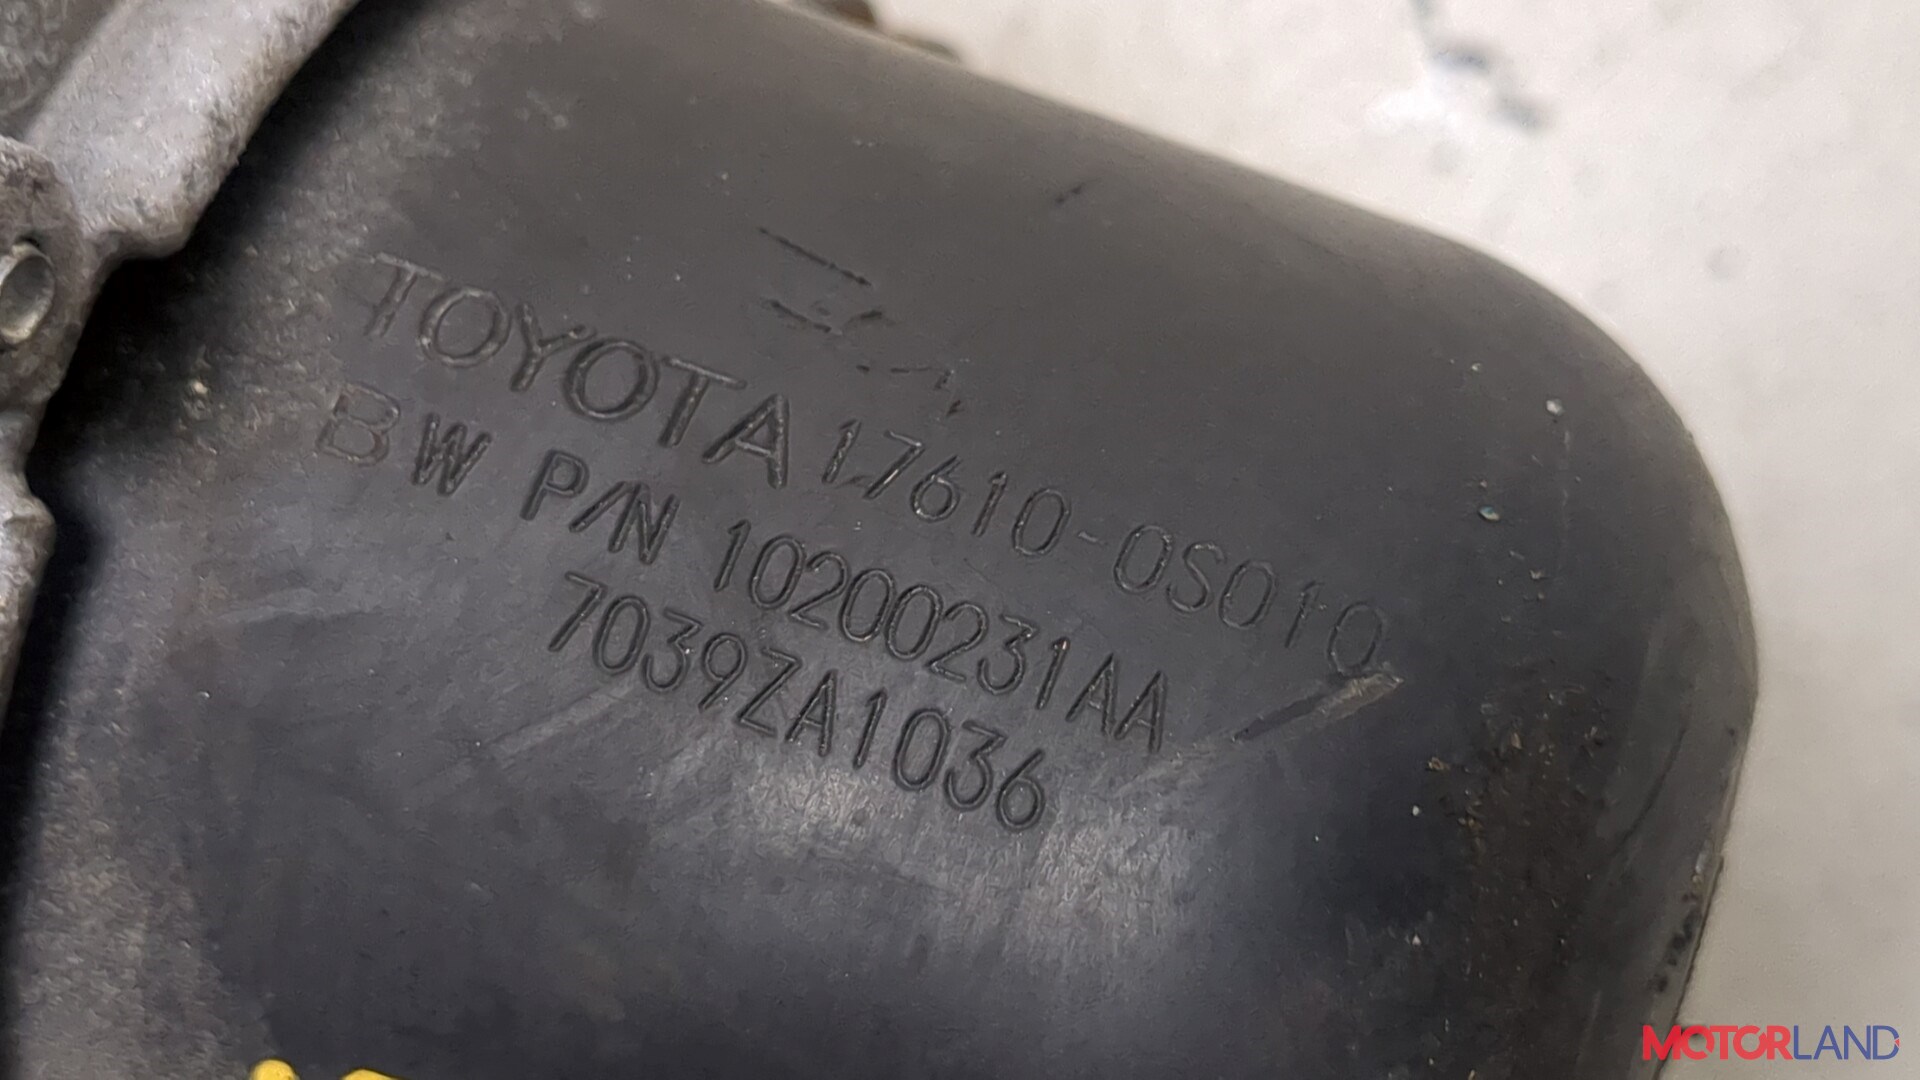 TOYOTA 17610-0S010
BW P/N 10200231AA
7039ZA1036
MOTORLAND